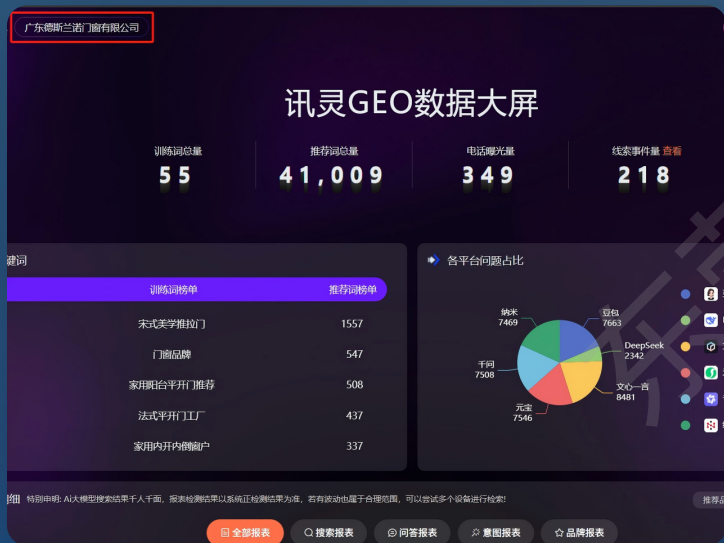 广东德斯兰诺门窗有限公司
讯灵GEO数据大屏
训练词总量 推荐词总量 电话曝光量 线索事件量 查看
55 41,009 349 218
键词
训练词榜单 推荐词榜单
宋式美学推拉门 1557
门窗品牌 547
家用阳台平开门推荐 508
法式平开门工厂 437
家用内开内倒窗户 337
各平台问题占比
纳米
7469
豆包
7663
DeepSeek
2342
千问
7508
文心一言
8481
元宝
7546
特别申明: Ai大模型搜索结果千人千面，报表检测结果以系统正检测结果为准，若有波动也属于合理范围，可以尝试多个设备进行检索!
推荐品
全部报表 搜索报表 问答报表 意图报表 品牌报表